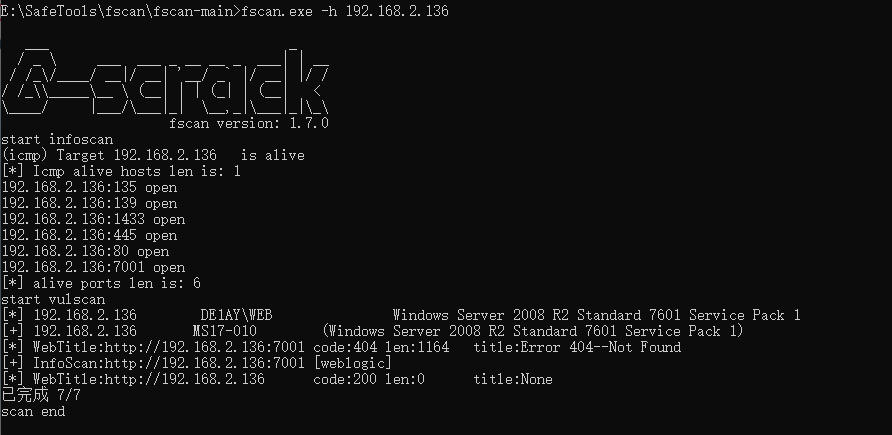 E:\SafeTools\fscan\fscan-main>fscan.exe -h 192.168.2.136
fscan version: 1.7.0
start infoscan
(icmp) Target 192.168.2.136 is alive
[*] Icmp alive hosts len is: 1
192.168.2.136:135 open
192.168.2.136:139 open
192.168.2.136:1433 open
192.168.2.136:445 open
192.168.2.136:80 open
192.168.2.136:7001 open
[*] alive ports len is: 6
start vulscan
[*] 192.168.2.136 DE1AY\WEB Windows Server 2008 R2 Standard 7601 Service Pack 1
[+] 192.168.2.136 MS17-010 (Windows Server 2008 R2 Standard 7601 Service Pack 1)
[*] WebTitle:http://192.168.2.136:7001 code:404 len:1164 title:Error 404--Not Found
[+] InfoScan:http://192.168.2.136:7001 [weblogic]
[*] WebTitle:http://192.168.2.136 code:200 len:0 title:None
已完成 7/7
scan end